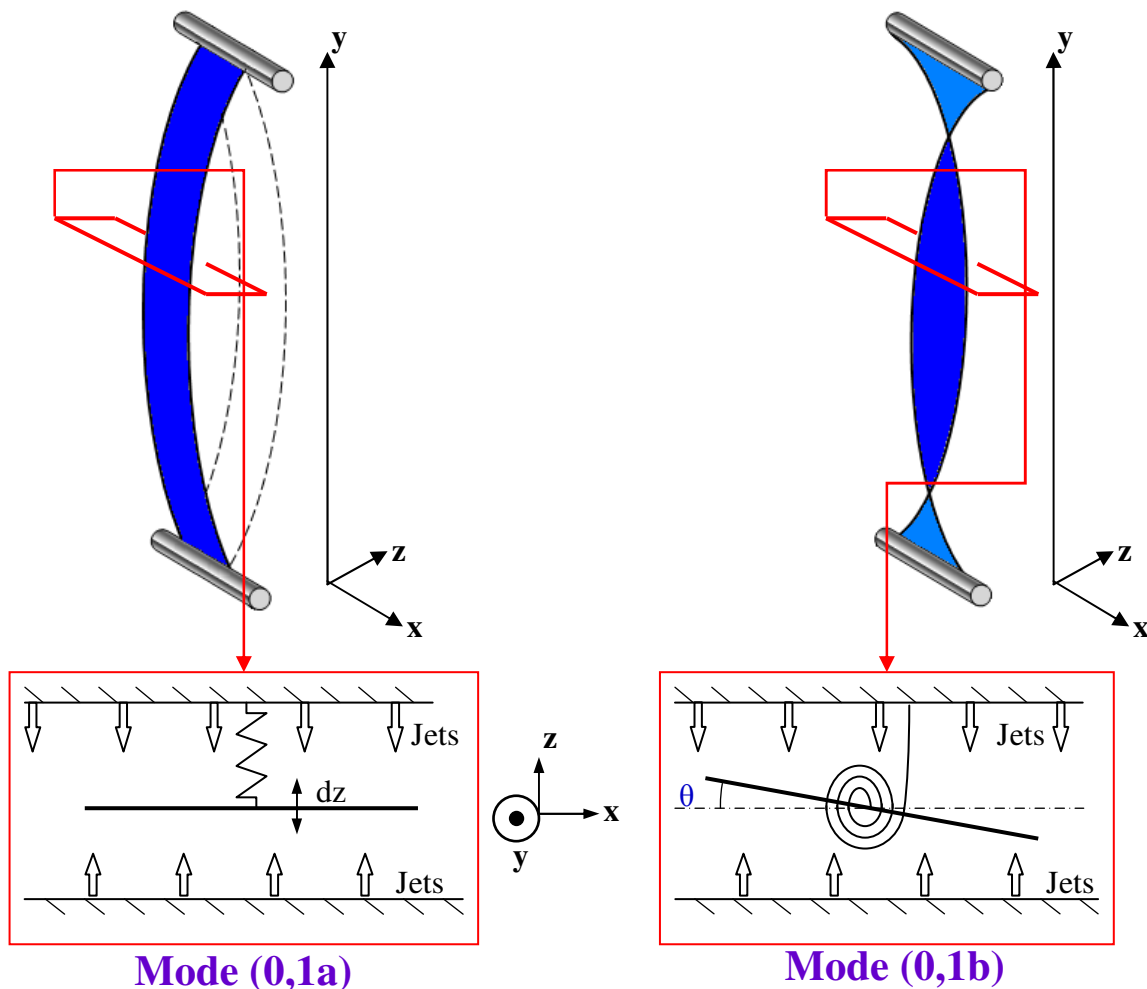 y
z
x
y
z
x
Jets
dz
Jets
z
x
y
Jets
θ
Jets
Mode (0,1a)
Mode (0,1b)